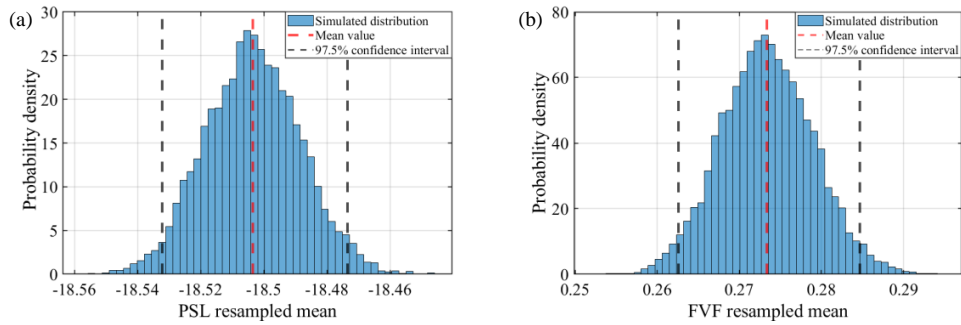 (a)
Simulated distribution
Mean value
97.5% confidence interval
30
25
20
15
10
5
0
Probability density
-18.56
-18.54
-18.52
-18.5
-18.48
-18.46
PSL resampled mean
(b)
Simulated distribution
Mean value
97.5% confidence interval
80
60
40
20
0
Probability density
0.25
0.26
0.27
0.28
0.29
FVF resampled mean